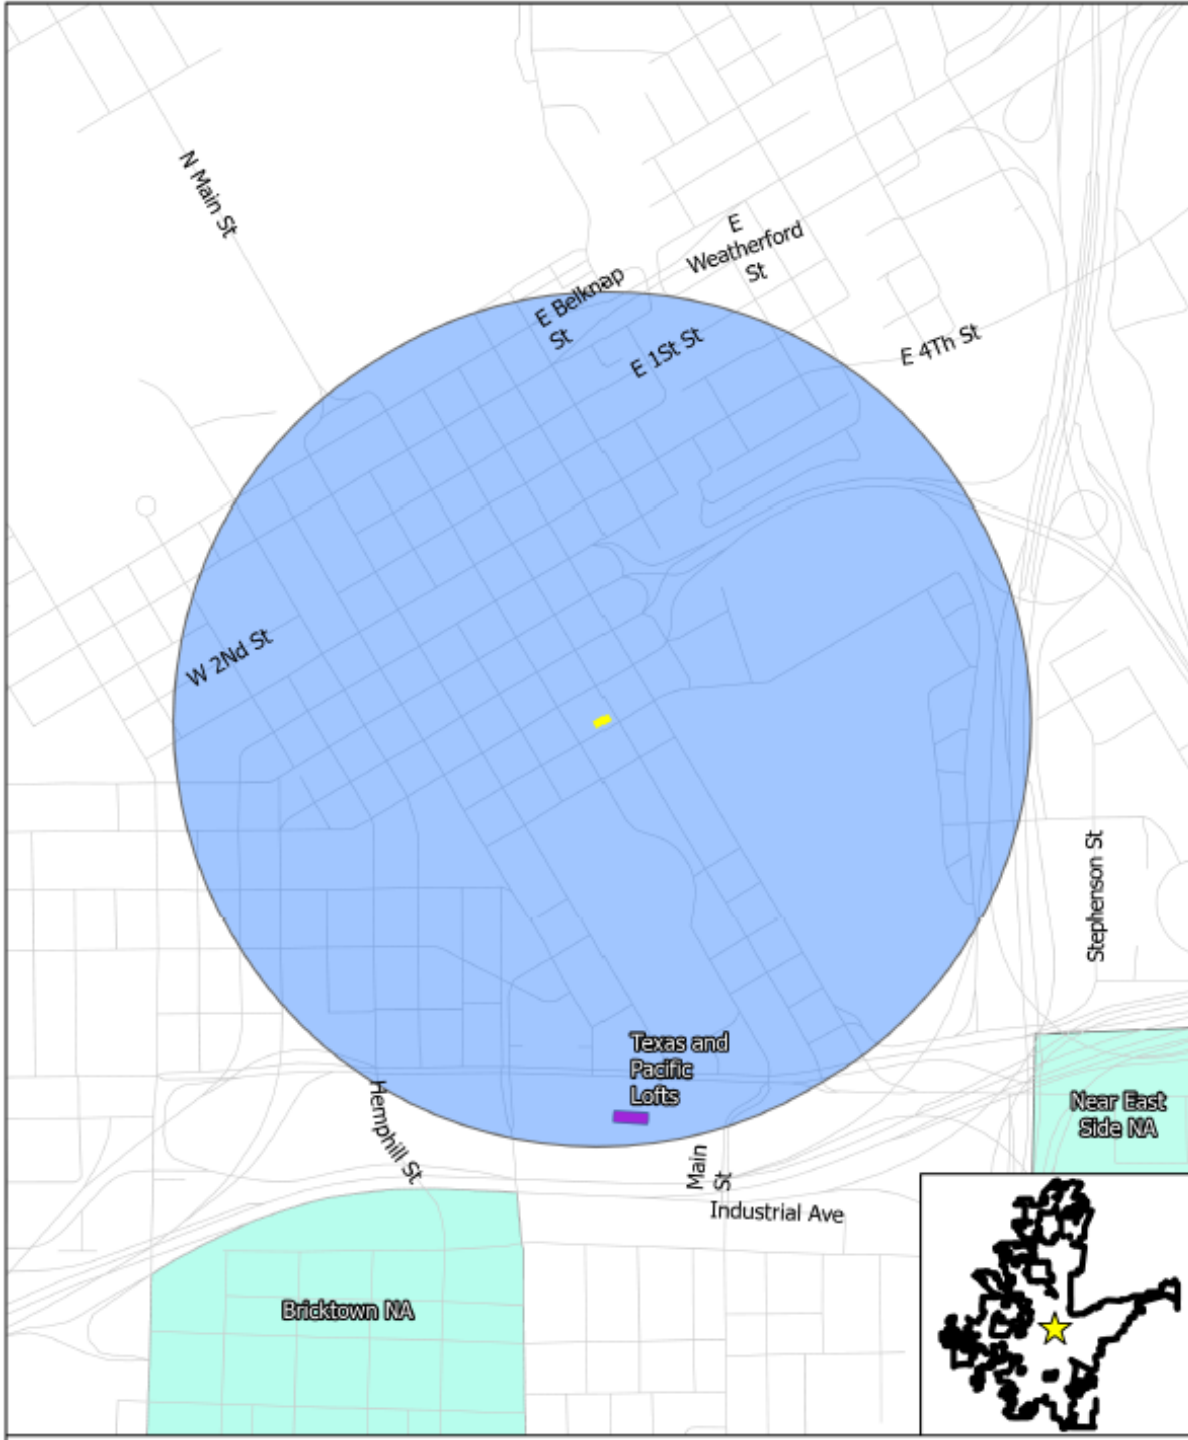 N Main St
E
Weatherford
St
E Belknap
St
E 1St St
E 4Th St
W 2Nd St
Stephenson St
Texas and
Pacific
Lofts
Hemphill St
Near East
Side NA
Main
St
Industrial Ave
Bricktown NA